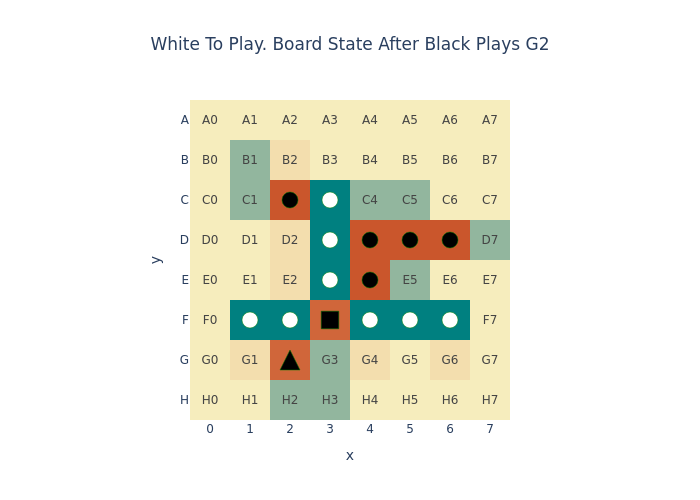 White To Play. Board State After Black Plays G2
A A0 A1 A2 A3 A4 A5 A6 A7
B B0 B1 B2 B3 B4 B5 B6 B7
C C0 C1 C4 C5 C6 C7
D D0 D1 D2 D7
E E0 E1 E2 E5 E6 E7
F F0 F7
G G0 G1 G3 G4 G5 G6 G7
H H0 H1 H2 H3 H4 H5 H6 H7
0 1 2 3 4 5 6 7
x
y